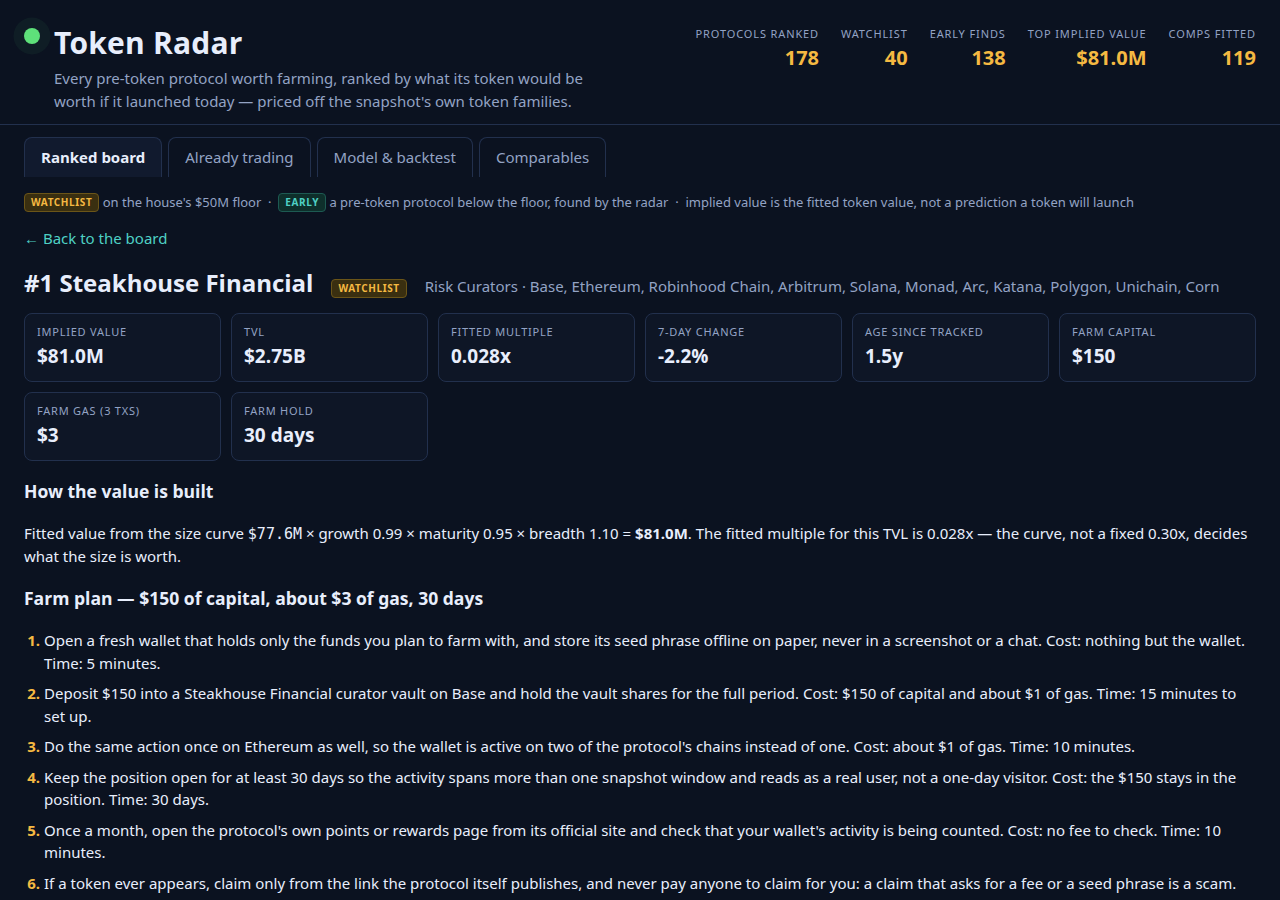 Token Radar
Every pre-token protocol worth farming, ranked by what its token would be
worth if it launched today — priced off the snapshot's own token families.
PROTOCOLS RANKED
178
WATCHLIST
40
EARLY FINDS
138
TOP IMPLIED VALUE
$81.0M
COMPS FITTED
119
Ranked board
Already trading
Model & backtest
Comparables
WATCHLIST on the house's $50M floor · EARLY a pre-token protocol below the floor, found by the radar · implied value is the fitted token value, not a prediction a token will launch
← Back to the board
#1 Steakhouse Financial WATCHLIST Risk Curators · Base, Ethereum, Robinhood Chain, Arbitrum, Solana, Monad, Arc, Katana, Polygon, Unichain, Corn
IMPLIED VALUE
$81.0M
TVL
$2.75B
FITTED MULTIPLE
0.028x
7-DAY CHANGE
-2.2%
AGE SINCE TRACKED
1.5y
FARM CAPITAL
$150
FARM GAS (3 TXS)
$3
FARM HOLD
30 days
How the value is built
Fitted value from the size curve $77.6M × growth 0.99 × maturity 0.95 × breadth 1.10 = $81.0M. The fitted multiple for this TVL is 0.028x — the curve, not a fixed 0.30x, decides
what the size is worth.
Farm plan — $150 of capital, about $3 of gas, 30 days
1. Open a fresh wallet that holds only the funds you plan to farm with, and store its seed phrase offline on paper, never in a screenshot or a chat. Cost: nothing but the wallet.
Time: 5 minutes.
2. Deposit $150 into a Steakhouse Financial curator vault on Base and hold the vault shares for the full period. Cost: $150 of capital and about $1 of gas. Time: 15 minutes to
set up.
3. Do the same action once on Ethereum as well, so the wallet is active on two of the protocol's chains instead of one. Cost: about $1 of gas. Time: 10 minutes.
4. Keep the position open for at least 30 days so the activity spans more than one snapshot window and reads as a real user, not a one-day visitor. Cost: the $150 stays in the
position. Time: 30 days.
5. Once a month, open the protocol's own points or rewards page from its official site and check that your wallet's activity is being counted. Cost: no fee to check. Time: 10
minutes.
6. If a token ever appears, claim only from the link the protocol itself publishes, and never pay anyone to claim for you: a claim that asks for a fee or a seed phrase is a scam.